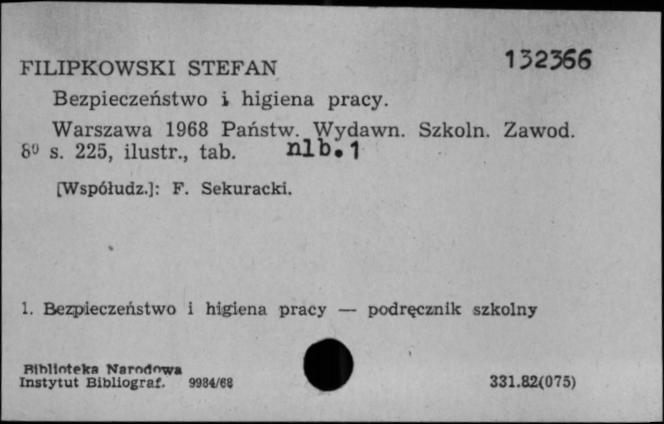 132366
FILIPKOWSKI STEFAN
Bezpieczeństwo i higiena pracy.
Warszawa 1968 Państw. Wydawn. Szkoln. Zawod.
8⁰ s. 225, ilustr., tab. nlb. 1
[Współudz.]: F. Sekuracki.
1. Bezpieczeństwo i higiena pracy — podręcznik szkolny
Biblioteka Narodowa
Instytut Bibliograf. 9984/68
331.82(075)